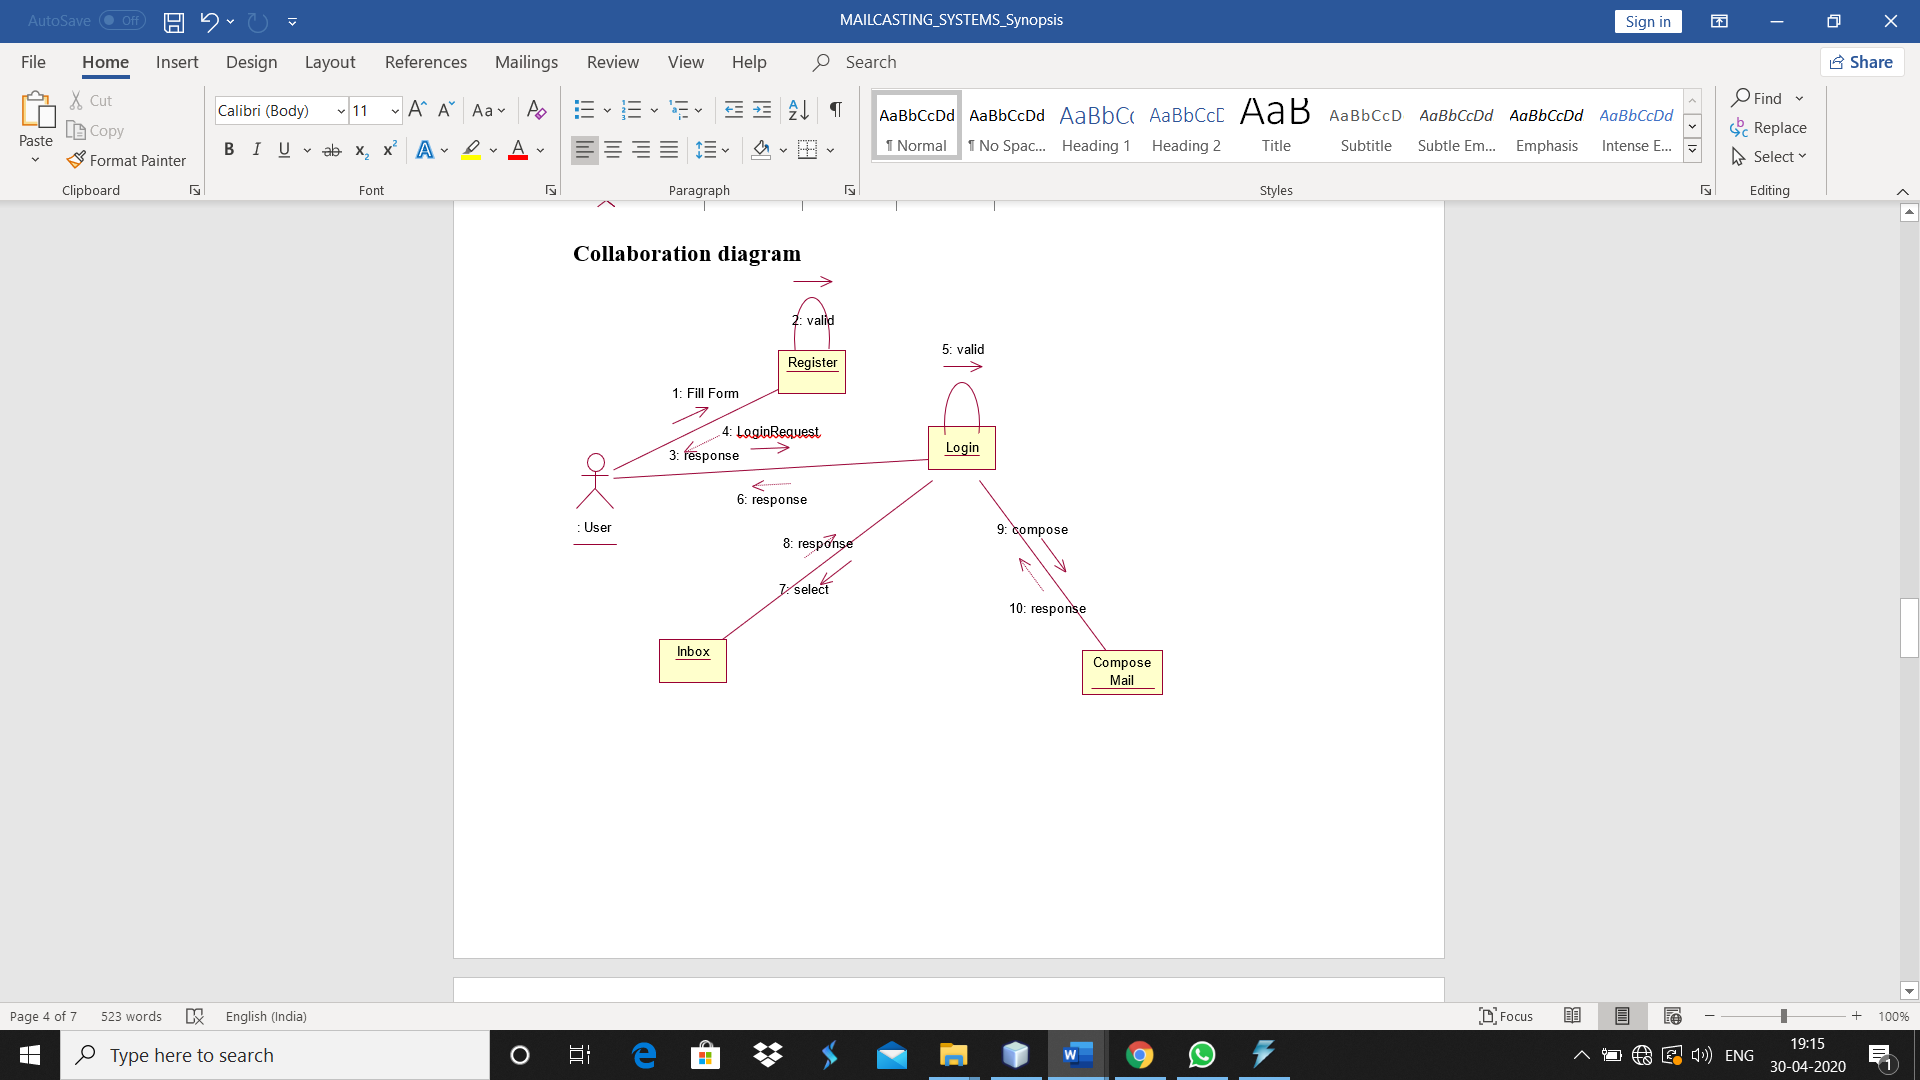 AutoSave Off
MAILCASTING_SYSTEMS_Synopsis
Sign in
File Home Insert Design Layout References Mailings Review View Help Search
Share
Paste
Cut
Copy
Format Painter
Clipboard
Calibri (Body) 11
Aa
B I U ab x₂ x² A A
Font
Paragraph
AaBbCcDd AaBbCcDd AaBbCc AaBbCcD AaB AaBbCcD AaBbCcDd AaBbCcDd AaBbCcDd
¶ Normal ¶ No Spac... Heading 1 Heading 2 Title Subtitle Subtle Em... Emphasis Intense E...
Styles
Find
Replace
Select
Editing
Collaboration diagram
2: valid
Register
5: valid
1: Fill Form
4: LoginRequest
Login
3: response
6: response
: User
9: compose
8: response
7: select
10: response
Inbox
Compose
Mail
Page 4 of 7 523 words English (India)
Focus
100%
Type here to search
ENG
19:15
30-04-2020
1